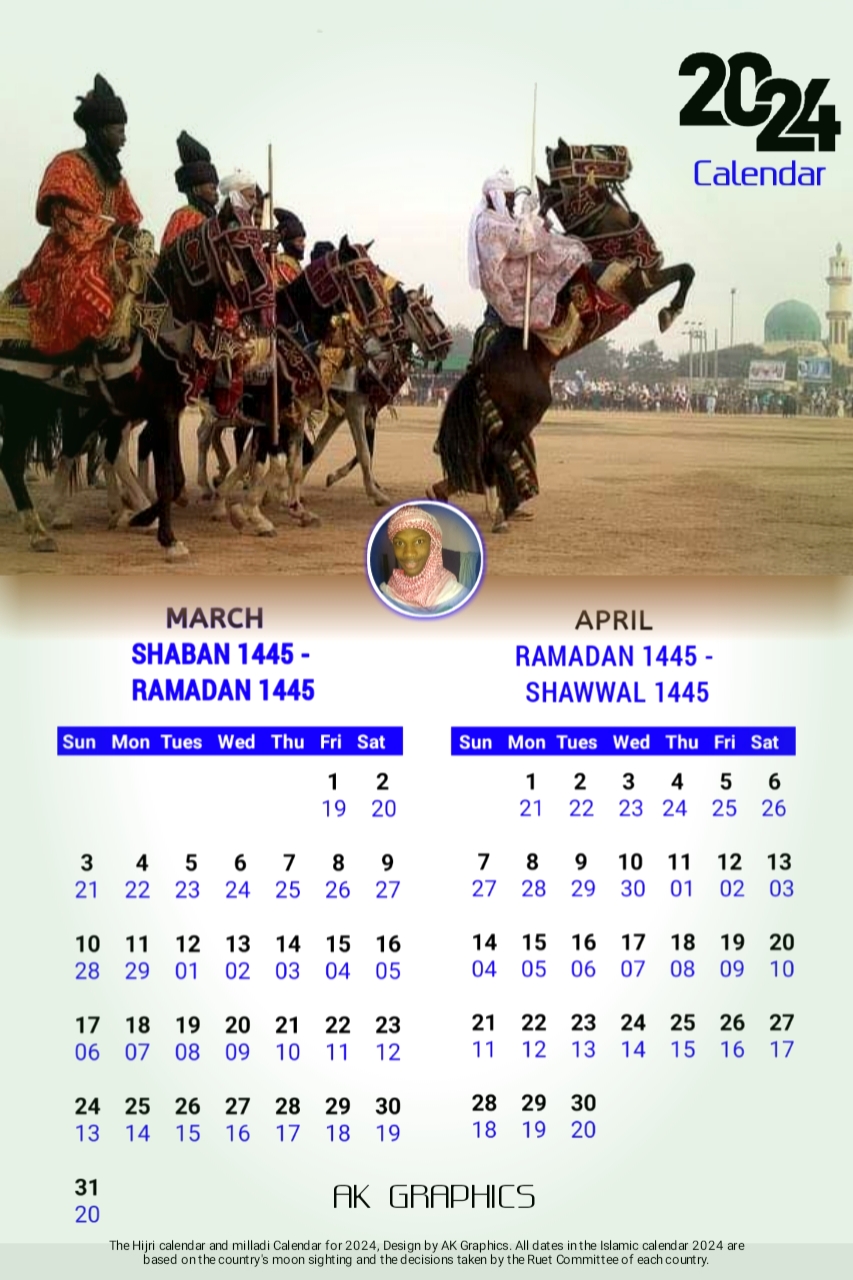 2024
Calendar
MARCH
SHABAN 1445 -
RAMADAN 1445
Sun Mon Tues Wed Thu Fri Sat
1 2
19 20
3 4 5 6 7 8 9
21 22 23 24 25 26 27
10 11 12 13 14 15 16
28 29 01 02 03 04 05
17 18 19 20 21 22 23
06 07 08 09 10 11 12
24 25 26 27 28 29 30
13 14 15 16 17 18 19
31
20
APRIL
RAMADAN 1445 -
SHAWWAL 1445
Sun Mon Tues Wed Thu Fri Sat
1 2 3 4 5 6
21 22 23 24 25 26
7 8 9 10 11 12 13
27 28 29 30 01 02 03
14 15 16 17 18 19 20
04 05 06 07 08 09 10
21 22 23 24 25 26 27
11 12 13 14 15 16 17
28 29 30
18 19 20
AK GRAPHICS
The Hijri calendar and milladi Calendar for 2024, Design by AK Graphics. All dates in the Islamic calendar 2024 are
based on the country's moon sighting and the decisions taken by the Ruet Committee of each country.